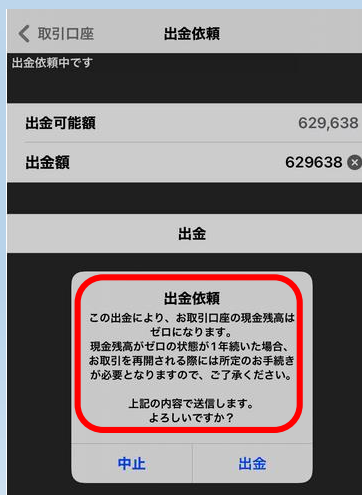 取引口座
出金依頼
出金依頼中です
出金可能額
629,638
出金額
629638
出金
出金依頼
この出金により、お取引口座の現金残高は
ゼロになります。
現金残高がゼロの状態が1年続いた場合、
お取引を再開される際には所定のお手続き
が必要となりますので、ご了承ください。
上記の内容で送信します。
よろしいですか？
中止
出金